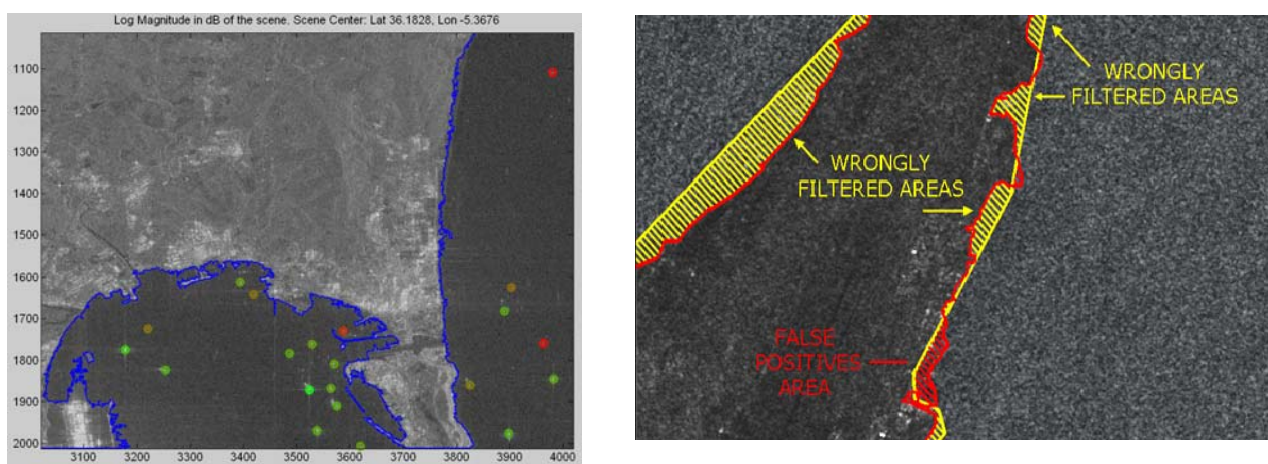 Log Magnitude in dB of the scene, Scene Center: Lat 36.1828, Lon -5.3676
1100
1200
1300
1400
1500
1600
1700
1800
1900
2000
3100 3200 3300 3400 3500 3600 3700 3800 3900 4000
WRONGLY
FILTERED AREAS
WRONGLY
FILTERED AREAS
FALSE
POSITIVES
AREA